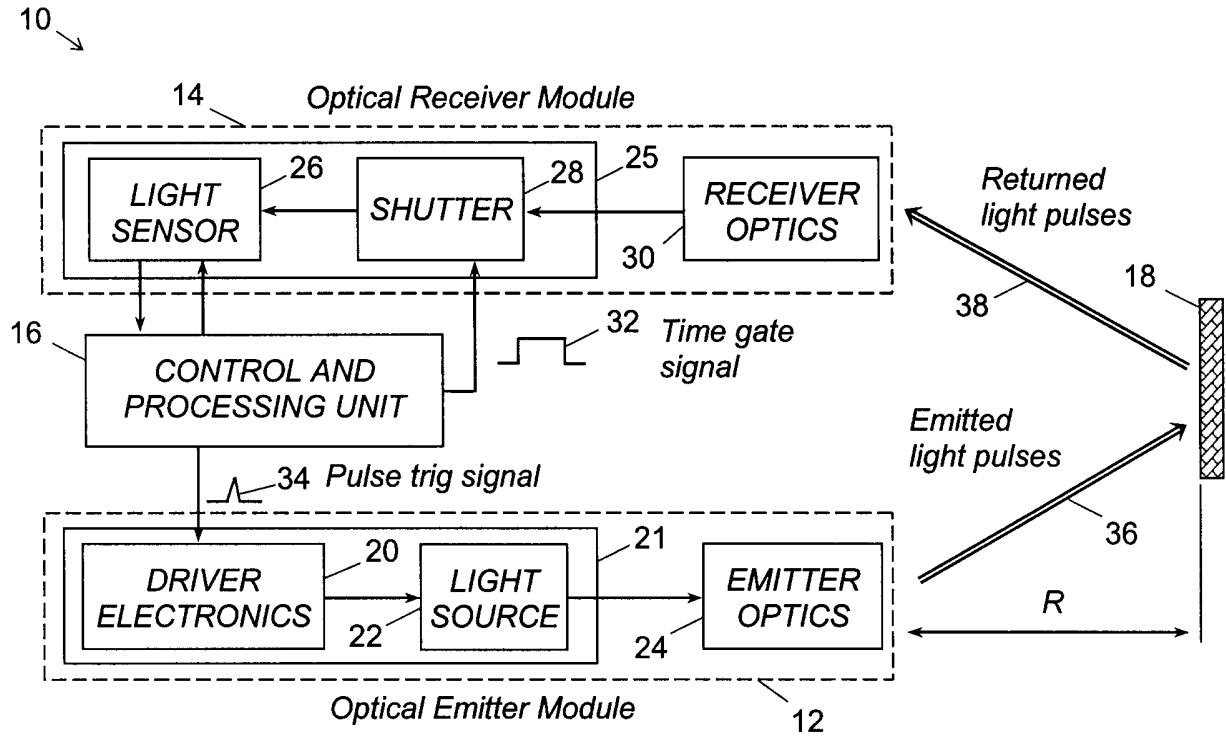 10
14
Optical Receiver Module
LIGHT
SENSOR
26
SHUTTER
28
25
RECEIVER
OPTICS
30
Returned
light pulses
38
18
16
CONTROL AND
PROCESSING UNIT
32
Time gate
signal
34
Pulse trig signal
Emitted
light pulses
36
DRIVER
ELECTRONICS
20
22
LIGHT
SOURCE
21
EMITTER
OPTICS
24
R
Optical Emitter Module
12